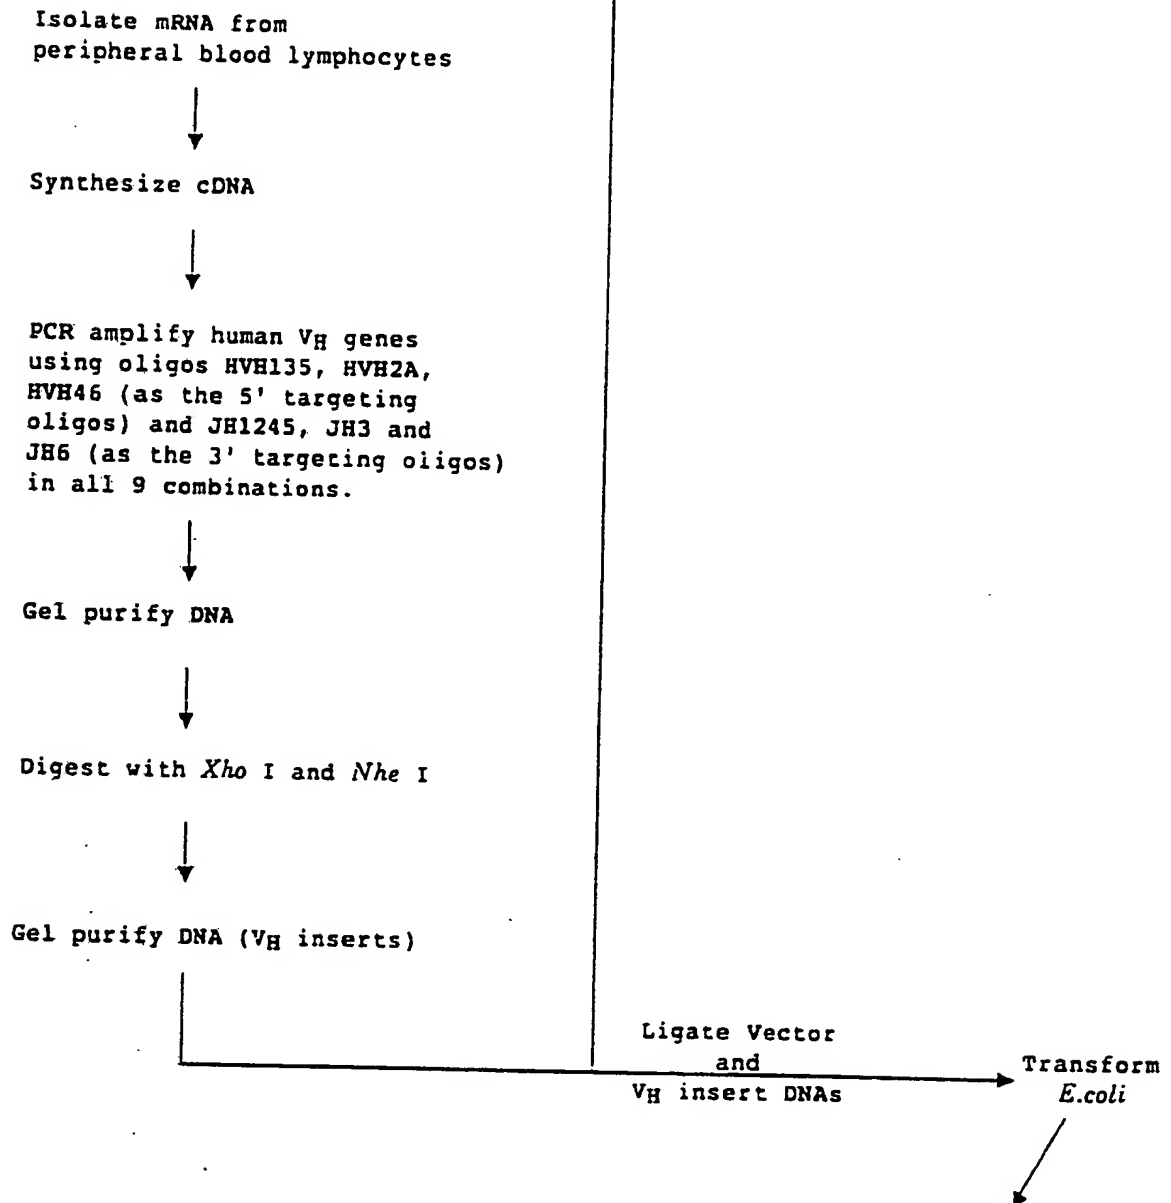 Isolate mRNA from
peripheral blood lymphocytes
Synthesize cDNA
PCR amplify human VH genes
using oligos HVH135, HVH2A,
HVH46 (as the 5' targeting
oligos) and JH1245, JH3 and
JH6 (as the 3' targeting oligos)
in all 9 combinations.
Gel purify DNA
Digest with Xho I and Nhe I
Gel purify DNA (VH inserts)
Ligate Vector
and
VH insert DNAs
Transform
E.coli